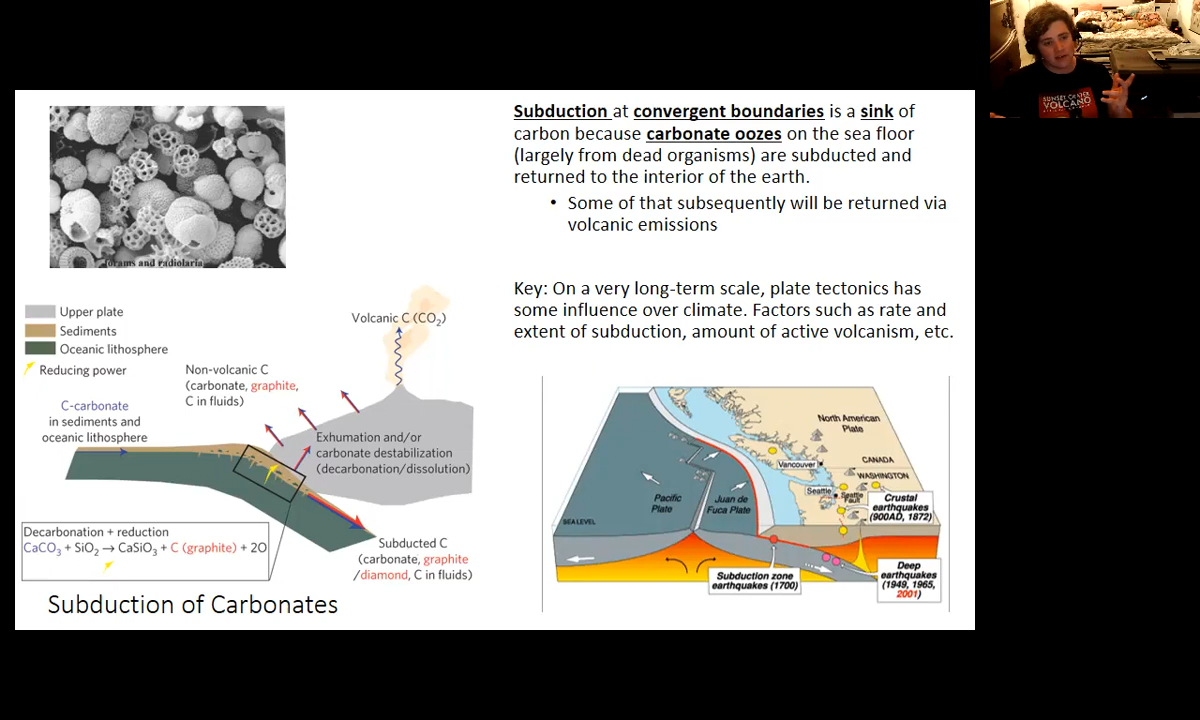 forams and radiolaria
Subduction at convergent boundaries is a sink of
carbon because carbonate oozes on the sea floor
(largely from dead organisms) are subducted and
returned to the interior of the earth.
• Some of that subsequently will be returned via
volcanic emissions
Key: On a very long-term scale, plate tectonics has
some influence over climate. Factors such as rate and
extent of subduction, amount of active volcanism, etc.
Upper plate
Sediments
Oceanic lithosphere
Reducing power
Volcanic C (CO₂)
Non-volcanic C
(carbonate, graphite,
C in fluids)
C-carbonate
in sediments and
oceanic lithosphere
Exhumation and/or
carbonate destabilization
(decarbonation/dissolution)
Decarbonation + reduction
CaCO₃ + SiO₂ → CaSiO₃ + C (graphite) + 2O
Subducted C
(carbonate, graphite
/diamond, C in fluids)
Subduction of Carbonates
North American
Plate
CANADA
Vancouver
WASHINGTON
Seattle
Seattle
Fault
Crustal
earthquakes
(900AD, 1872)
Pacific
Plate
Juan de
Fuca Plate
SEA LEVEL
Subduction zone
earthquakes (1700)
Deep
earthquakes
(1949, 1965,
2001)
SUNSET CRATER
VOLCANO